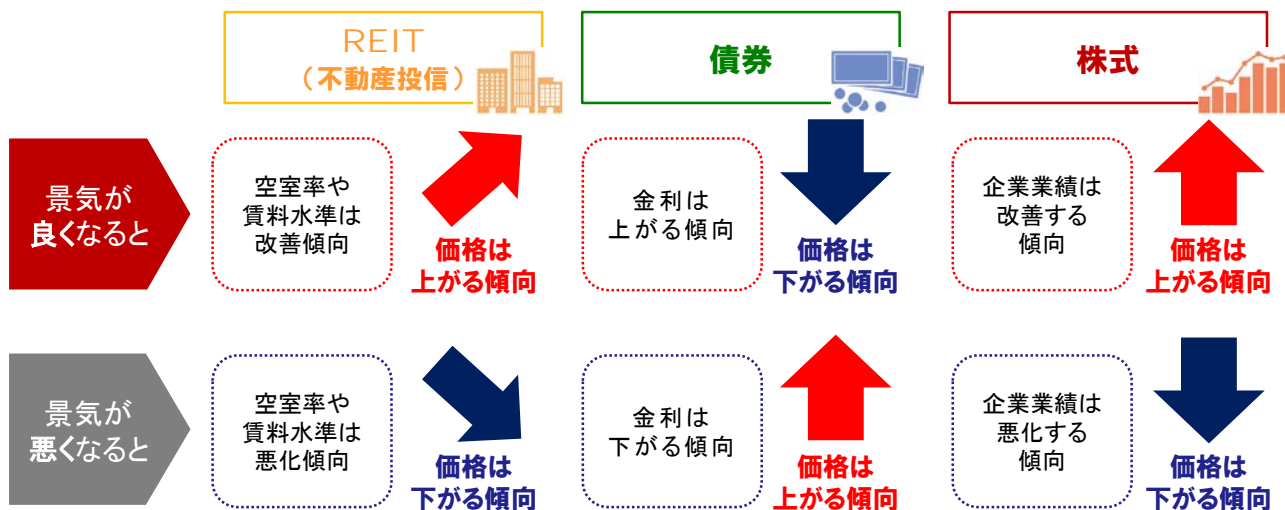 REIT
（不動産投信）
債券
株式
景気が
良くなると
空室率や
賃料水準は
改善傾向
価格は
上がる傾向
金利は
上がる傾向
価格は
下がる傾向
企業業績は
改善する
傾向
価格は
上がる傾向
景気が
悪くなると
空室率や
賃料水準は
悪化傾向
価格は
下がる傾向
金利は
下がる傾向
価格は
上がる傾向
企業業績は
悪化する
傾向
価格は
下がる傾向